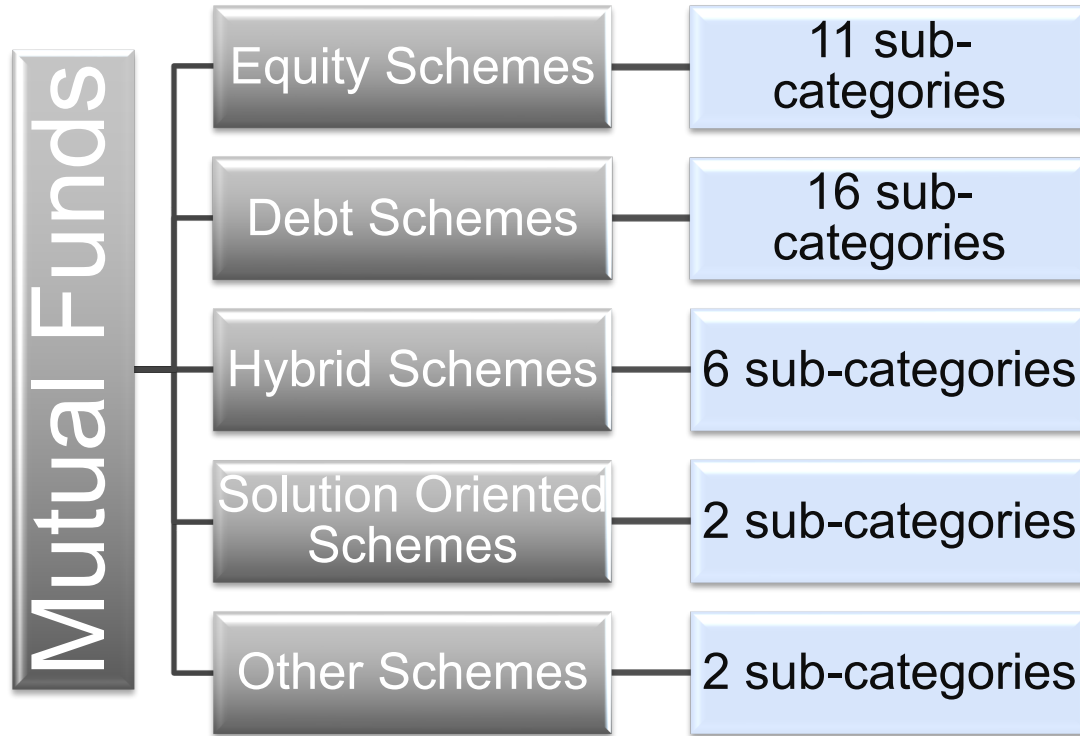 Mutual Funds
Equity Schemes
11 sub-
categories
Debt Schemes
16 sub-
categories
Hybrid Schemes
6 sub-categories
Solution Oriented
Schemes
2 sub-categories
Other Schemes
2 sub-categories